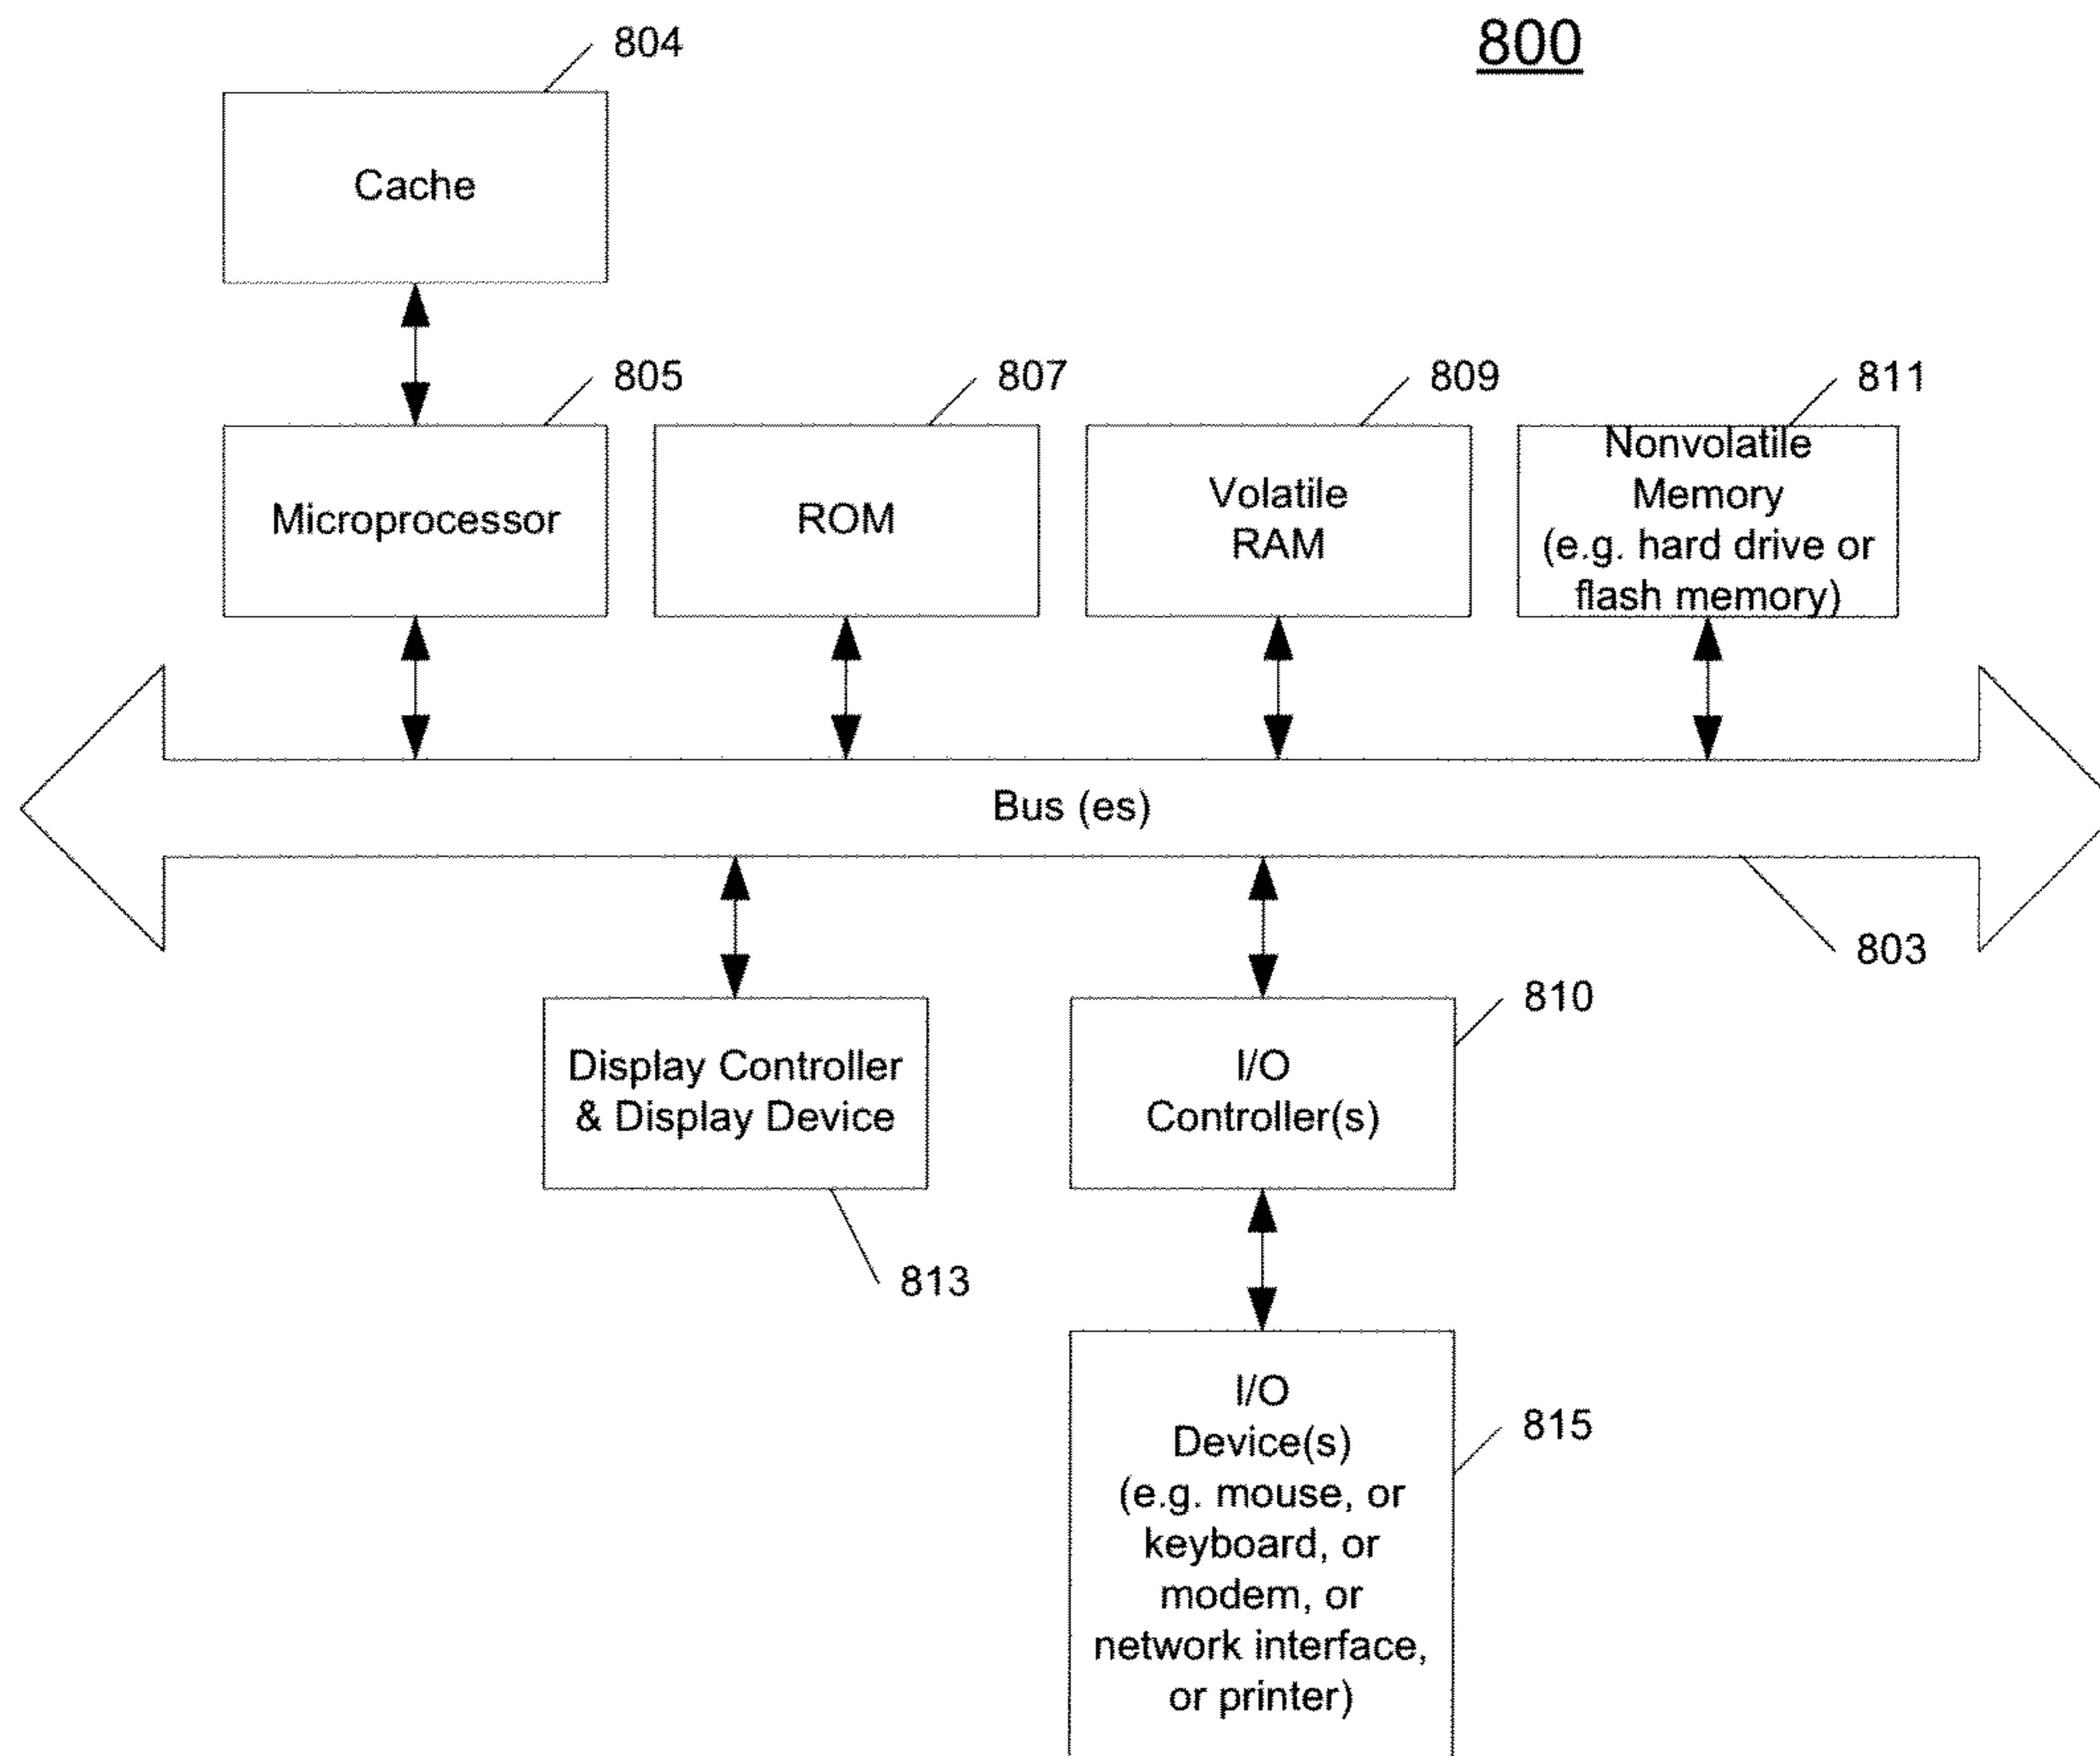 800
804
Cache
805
807
809
811
Microprocessor
ROM
Volatile
RAM
Nonvolatile
Memory
(e.g. hard drive or
flash memory)
Bus (es)
803
Display Controller
& Display Device
813
810
I/O
Controller(s)
I/O
Device(s)
(e.g. mouse, or
keyboard, or
modem, or
network interface,
or printer)
815